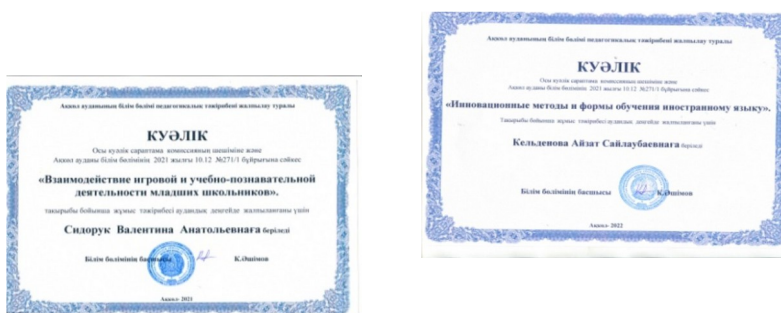 Ақкөл ауданының білім бөлімі педагогикалық тәжірибені жалпылау туралы
КУӘЛІК
Осы куәлік сараптама комиссияның шешіміне және
Ақкөл ауданы білім бөлімінің 2021 жылғы 10.12 №271/1 бұйрығына сәйкес
«Взаимодействие игровой и учебно-познавательной
деятельности младших школьников».
тақырыбы бойынша жұмыс тәжірибесі аудандық деңгейде жалпыланғаны үшін
Сидорук Валентина Анатольевнаға беріледі
Білім бөлімінің басшысы К.Әшімов
Ақкөл- 2021
Ақкөл ауданының білім бөлімі педагогикалық тәжірибені жалпылау туралы
КУӘЛІК
Осы куәлік сараптама комиссияның шешіміне және
Ақкөл ауданы білім бөлімінің 2021 жылғы 10.12 №271/1 бұйрығына сәйкес
«Инновационные методы и формы обучения иностранному языку».
Тақырыбы бойынша жұмыс тәжірибесі аудандық деңгейде жалпыланғаны үшін
Кельденова Айзат Сайлаубаевнаға беріледі
Білім бөлімінің басшысы К.Әшімов
Ақкөл- 2022